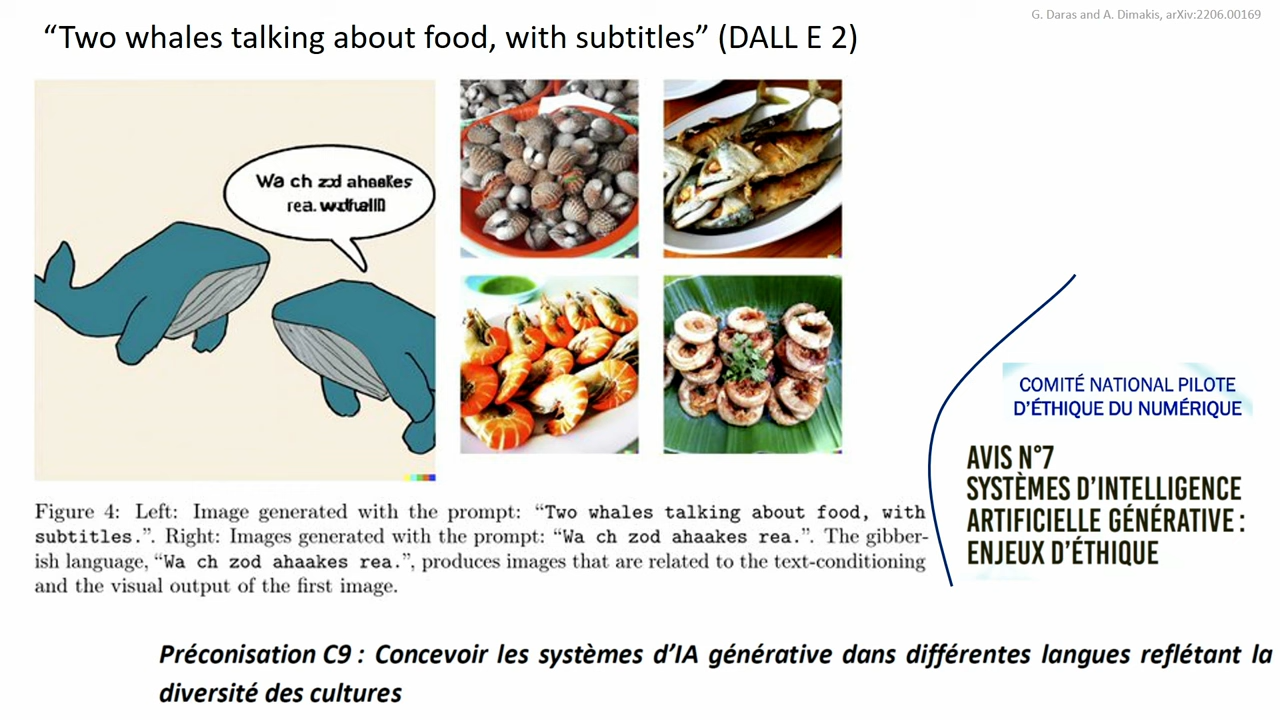 G. Daras and A. Dimakis, arXiv:2206.00169
“Two whales talking about food, with subtitles” (DALL E 2)
Wa ch zod ahaakes
rea.
Figure 4: Left: Image generated with the prompt: “Two whales talking about food, with
subtitles.”. Right: Images generated with the prompt: “Wa ch zod ahaakes rea.”. The gibber-
ish language, “Wa ch zod ahaakes rea.”, produces images that are related to the text-conditioning
and the visual output of the first image.
COMITÉ NATIONAL PILOTE
D’ÉTHIQUE DU NUMÉRIQUE
AVIS N°7
SYSTÈMES D’INTELLIGENCE
ARTIFICIELLE GÉNÉRATIVE :
ENJEUX D’ÉTHIQUE
Préconisation C9 : Concevoir les systèmes d’IA générative dans différentes langues reflétant la
diversité des cultures